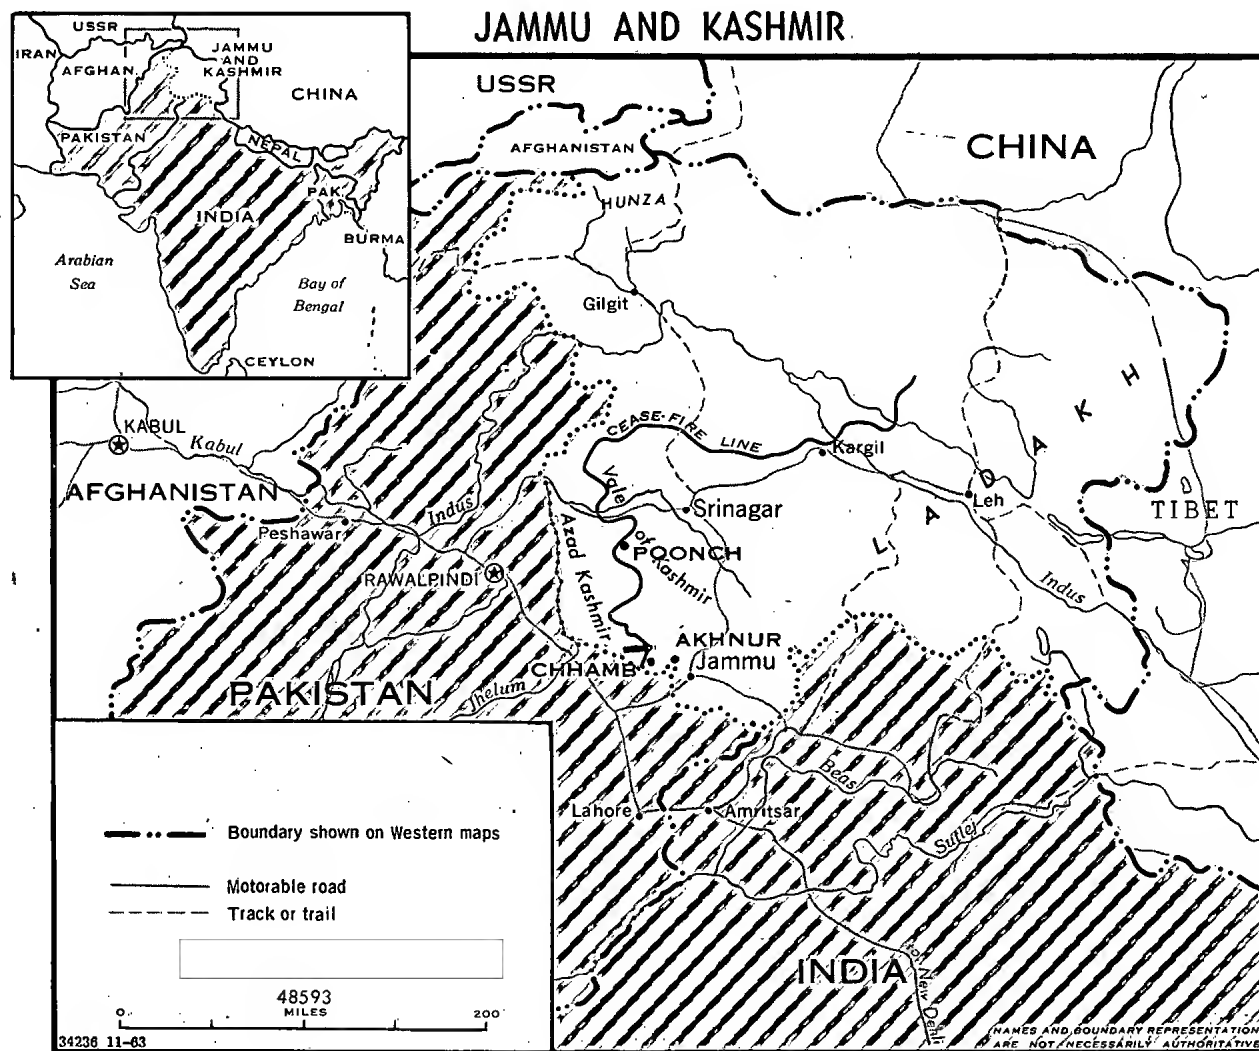 JAMMU AND KASHMIR
USSR
IRAN
AFGHAN.
JAMMU
AND
KASHMIR
CHINA
PAKISTAN
NEPAL
PAK.
INDIA
BURMA
Arabian
Sea
Bay of
Bengal
CEYLON
USSR
AFGHANISTAN
CHINA
HUNZA
Gilgit
CEASE-FIRE LINE
Kargil
LADAKH
KABUL
Kabul
AFGHANISTAN
Peshawar
Indus
RAWALPINDI
Vale of Kashmir
Srinagar
Leh
TIBET
Azad Kashmir
POONCH
Indus
AKHNUR
CHHAMB
Jammu
PAKISTAN
Jhelum
Beas
Lahore
Amritsar
Sutlej
INDIA
New Dehli
Boundary shown on Western maps
Motorable road
Track or trail
48593
MILES
0 200
34236 11-63
NAMES AND BOUNDARY REPRESENTATION
ARE NOT NECESSARILY AUTHORITATIVE